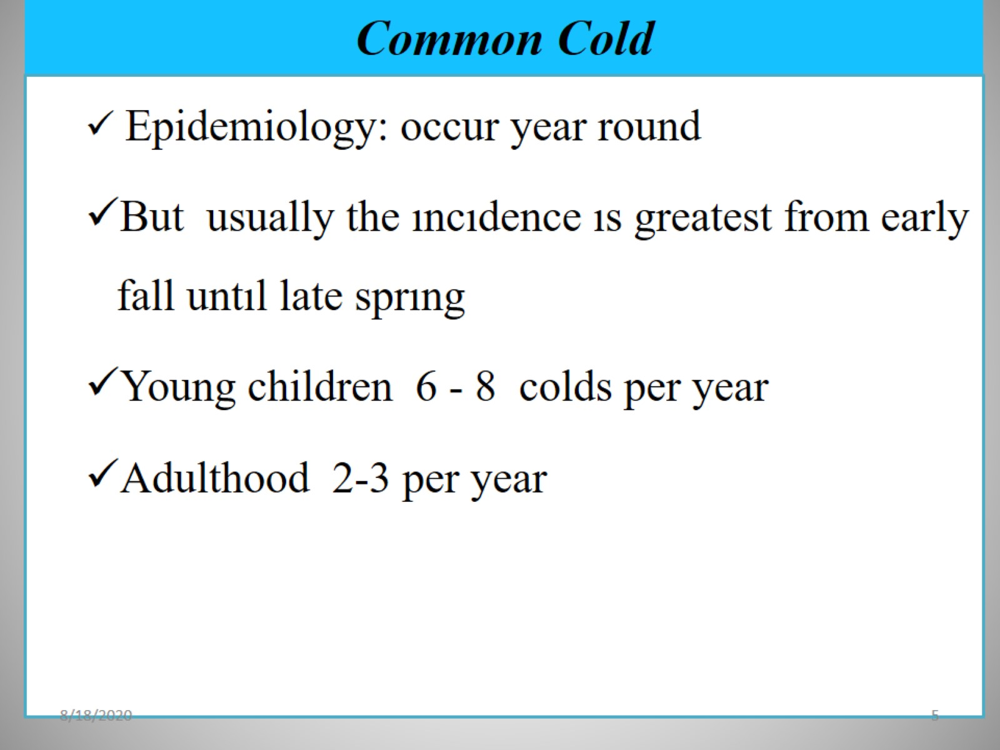 Common Cold
✓ Epidemiology: occur year round
✓But  usually the ıncıdence ıs greatest from early
fall untıl late sprıng
✓Young children  6 - 8  colds per year
✓Adulthood  2-3 per year
8/18/2020
5